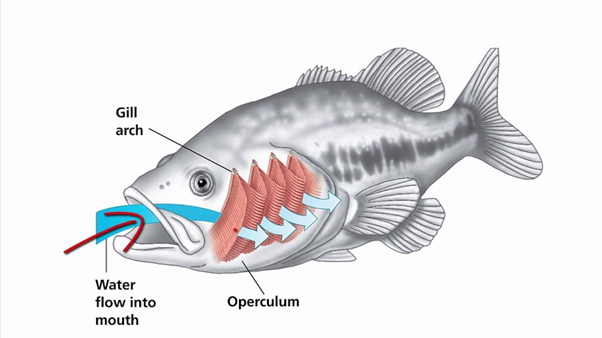 Gill
arch
Water
flow into
mouth
Operculum